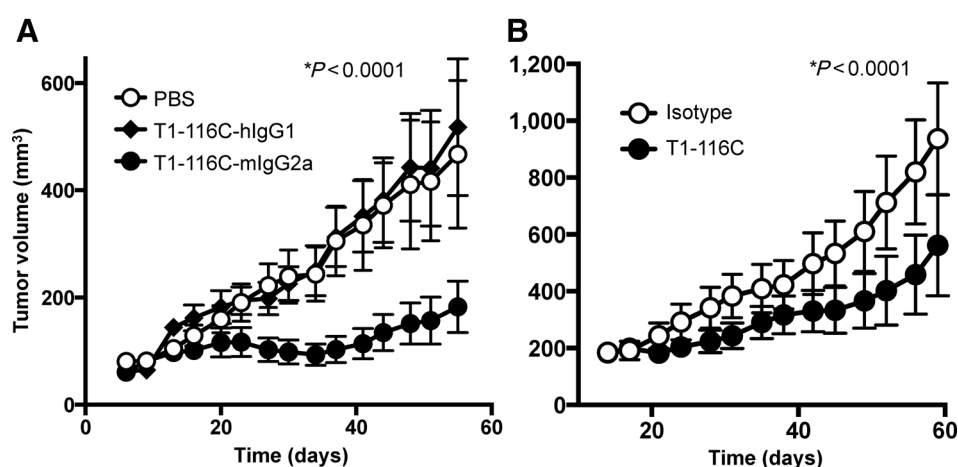 A
*P < 0.0001
PBS
T1-116C-hIgG1
T1-116C-mIgG2a
Tumor volume (mm³)
600
400
200
0
0
20
40
60
Time (days)
B
*P < 0.0001
Isotype
T1-116C
1,200
1,000
800
600
400
200
0
20
40
60
Time (days)